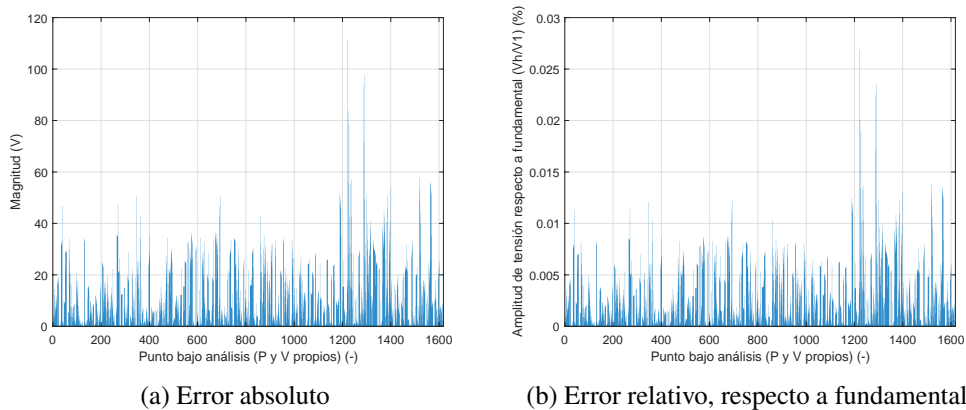 120
100
80
60
40
20
0
Magnitud (V)
0 200 400 600 800 1000 1200 1400 1600
Punto bajo análisis (P y V propios) (-)
(a) Error absoluto
0.03
0.025
0.02
0.015
0.01
0.005
0
Amplitud de tensión respecto a fundamental (Vh/V1) (%)
0 200 400 600 800 1000 1200 1400 1600
Punto bajo análisis (P y V propios) (-)
(b) Error relativo, respecto a fundamental